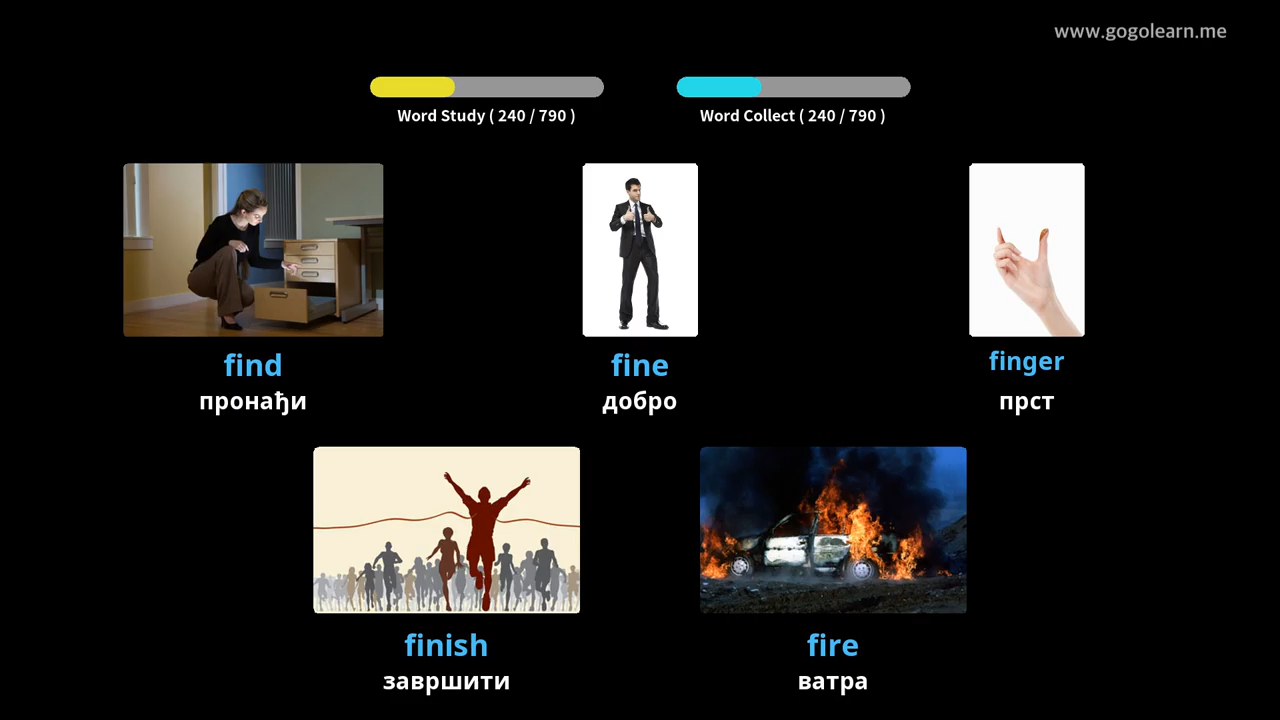 www.gogolearn.me
Word Study ( 240 / 790 )
Word Collect ( 240 / 790 )
find
пронађи
fine
добро
finger
прст
finish
завршити
fire
ватра